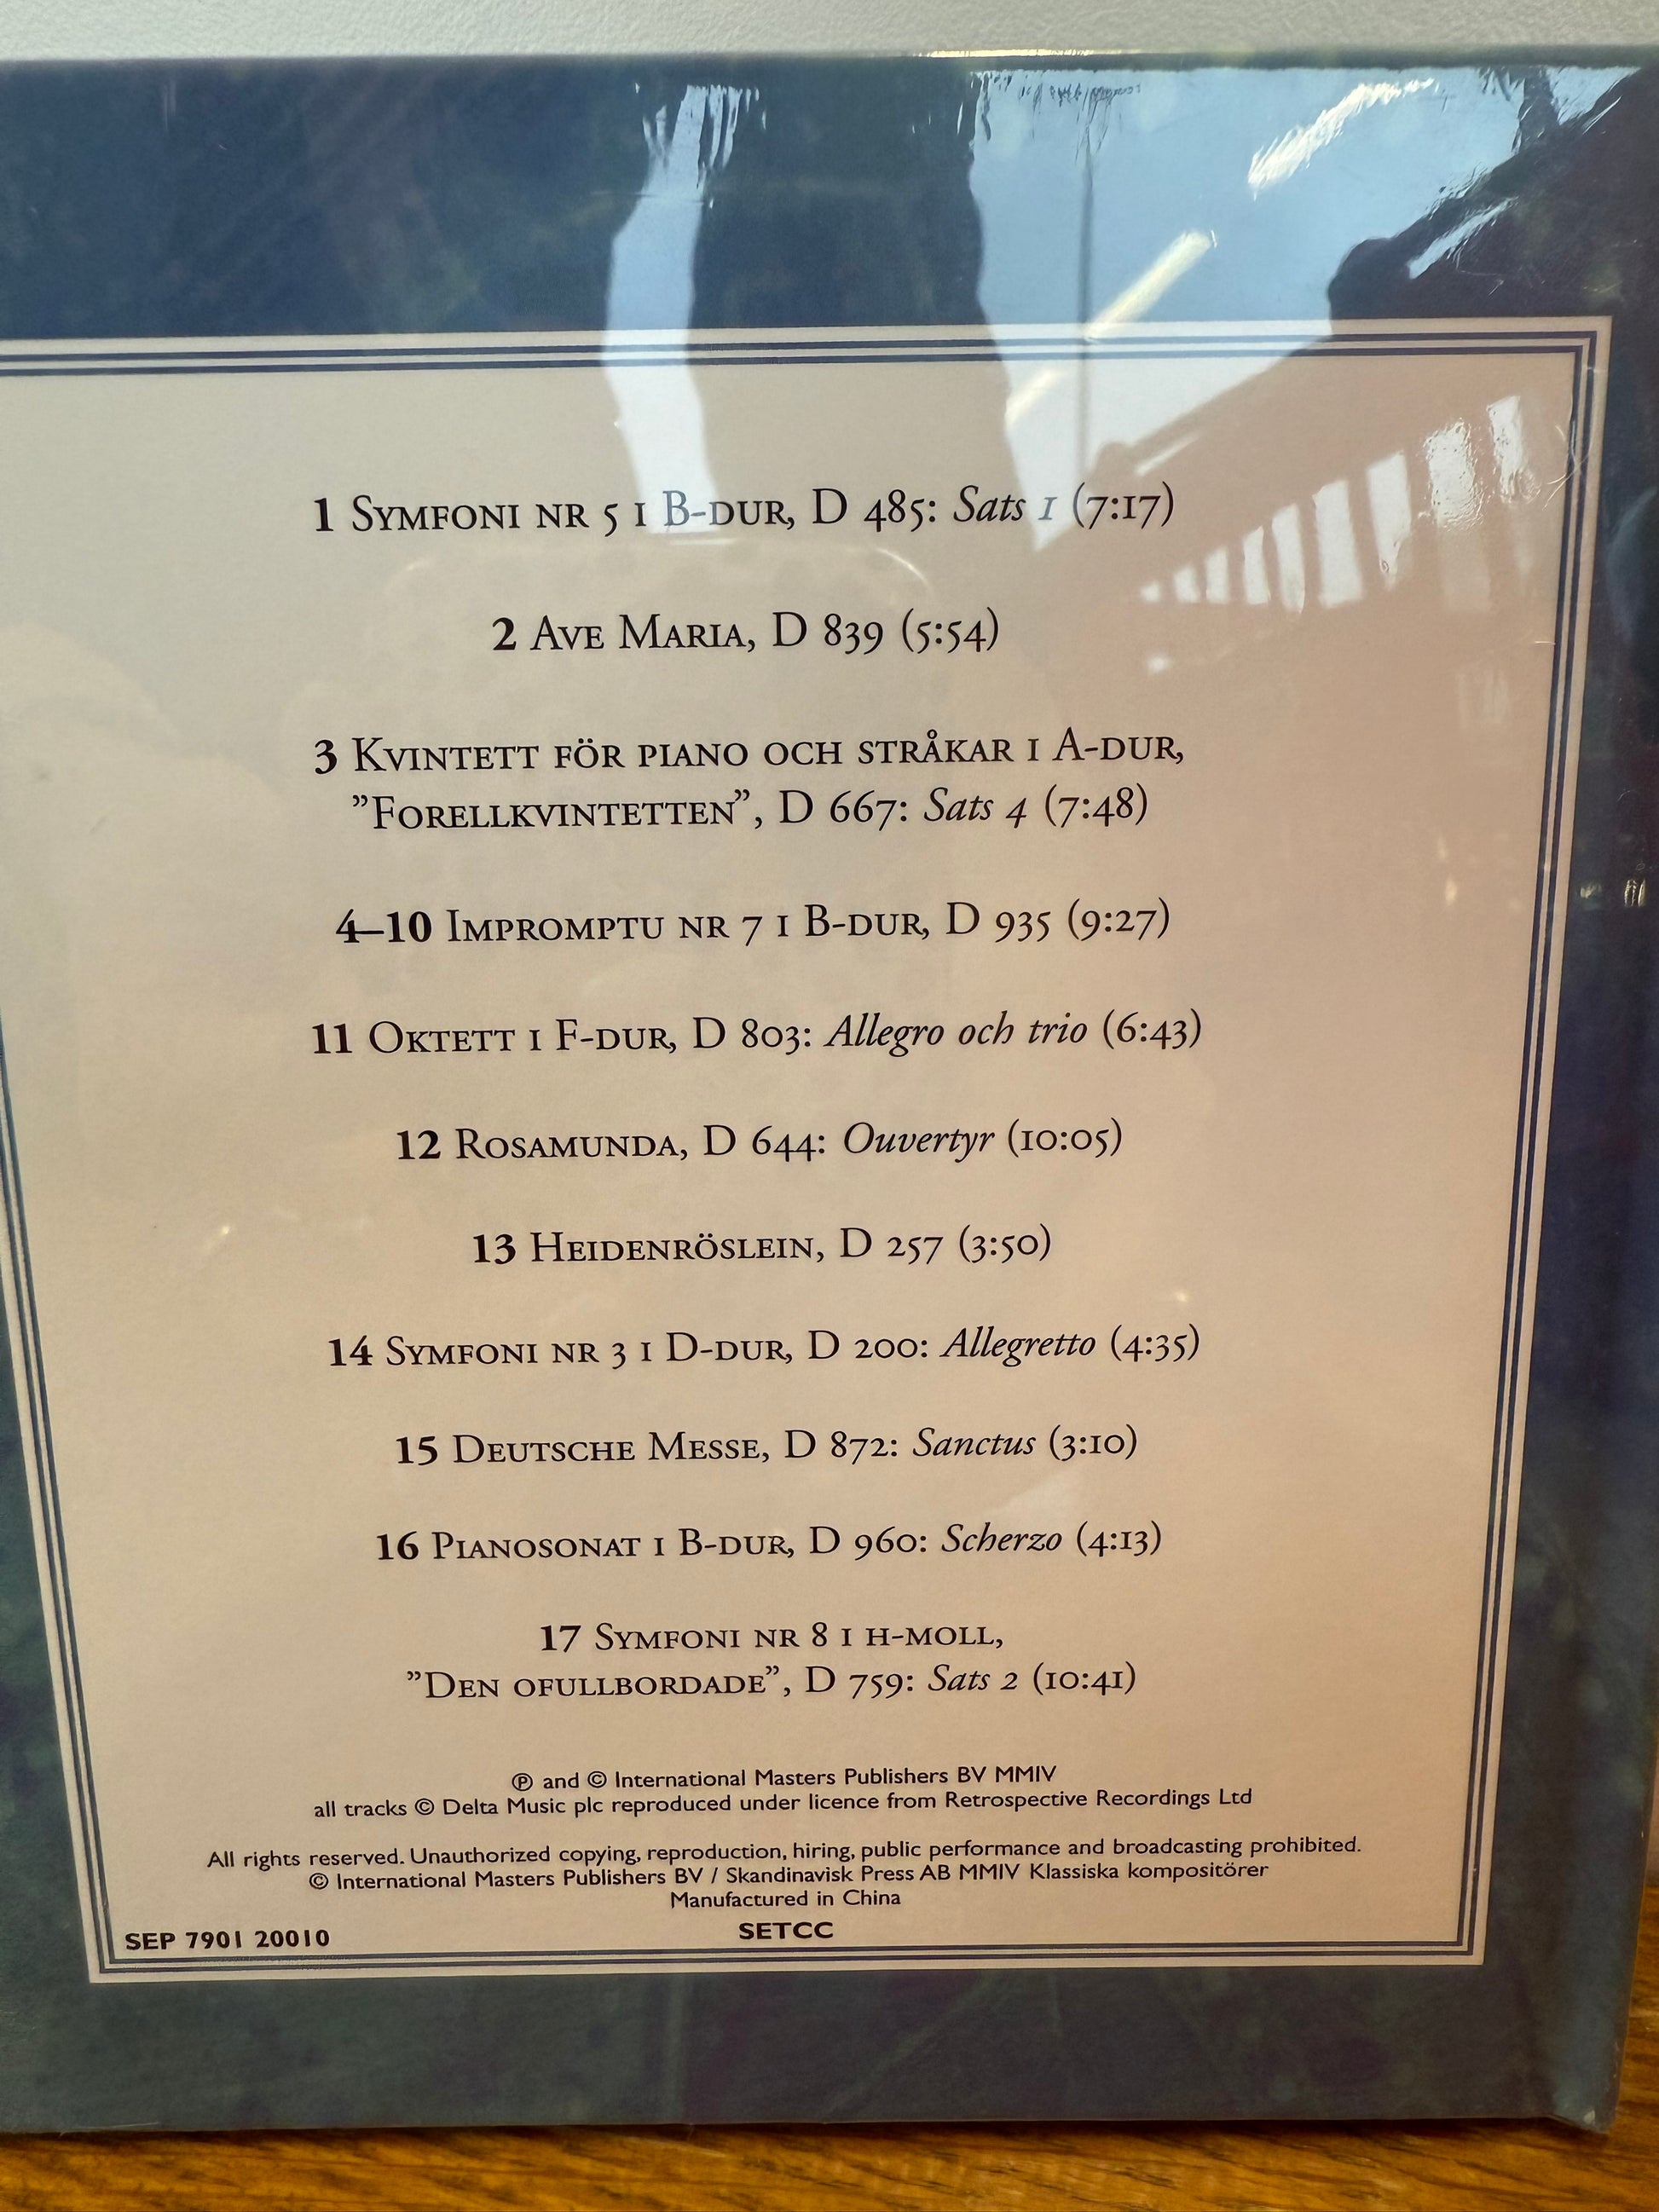 1 Symfoni nr 5 i B-dur, D 485: Sats 1 (7:17)
2 Ave Maria, D 839 (5:54)
3 Kvintett för piano och stråkar i A-dur,
”Forellkvintetten”, D 667: Sats 4 (7:48)
4–10 Impromptu nr 7 i B-dur, D 935 (9:27)
11 Oktett i F-dur, D 803: Allegro och trio (6:43)
12 Rosamunda, D 644: Ouvertyr (10:05)
13 Heidenröslein, D 257 (3:50)
14 Symfoni nr 3 i D-dur, D 200: Allegretto (4:35)
15 Deutsche Messe, D 872: Sanctus (3:10)
16 Pianosonat i B-dur, D 960: Scherzo (4:13)
17 Symfoni nr 8 i h-moll,
”Den ofullbordade”, D 759: Sats 2 (10:41)
℗ and © International Masters Publishers BV MMIV
all tracks © Delta Music plc reproduced under licence from Retrospective Recordings Ltd
All rights reserved. Unauthorized copying, reproduction, hiring, public performance and broadcasting prohibited.
© International Masters Publishers BV / Skandinavisk Press AB MMIV Klassiska kompositörer
Manufactured in China
SEP 7901 20010
SETCC